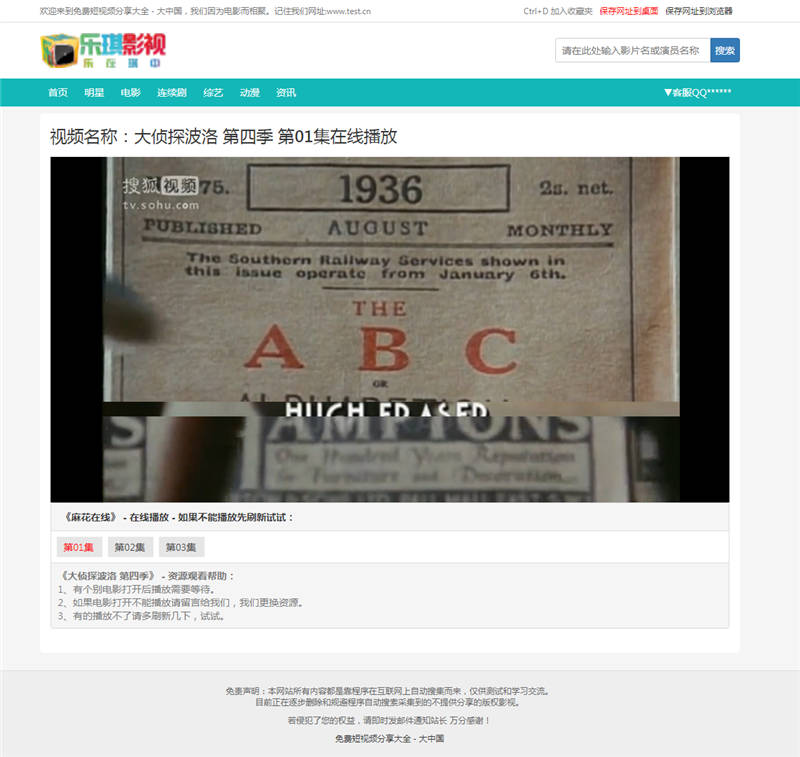 欢迎来到免费短视频分享大全 - 大中国，我们因为电影而相聚。记住我们网址:www.test.cn
Ctrl+D 加入收藏夹 保存网址到桌面 保存网址到浏览器
乐琪影视
乐在琪中
请在此处输入影片名或演员名称 搜索
首页 明星 电影 连续剧 综艺 动漫 资讯 ▼客服QQ******
视频名称：大侦探波洛 第四季 第01集在线播放
搜狐视频 75. 1936 2s. net.
tv.sohu.com
PUBLISHED AUGUST MONTHLY
The Southern Railway Services shown in
this issue operate from January 6th.
THE
A B C
OR
HUGH FRASER
One Hundred Years Reputation
for Furniture and Decoration
《麻花在线》 - 在线播放 - 如果不能播放先刷新试试：
第01集 第02集 第03集
《大侦探波洛 第四季》 - 资源观看帮助：
1、有个别电影打开后播放需要等待。
2、如果电影打开不能播放请留言给我们，我们更换资源。
3、有的播放不了请多刷新几下，试试。
免责声明：本网站所有内容都是靠程序在互联网上自动搜集而来，仅供测试和学习交流。
目前正在逐步删除和规避程序自动搜索采集到的不提供分享的版权影视。
若侵犯了您的权益，请即时发邮件通知站长 万分感谢！
免费短视频分享大全 - 大中国